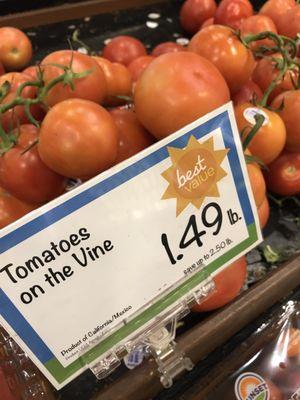 best
value
Tomatoes
on the Vine
1.49 lb.
save up to 2.50 lb.
Product of California/Mexico